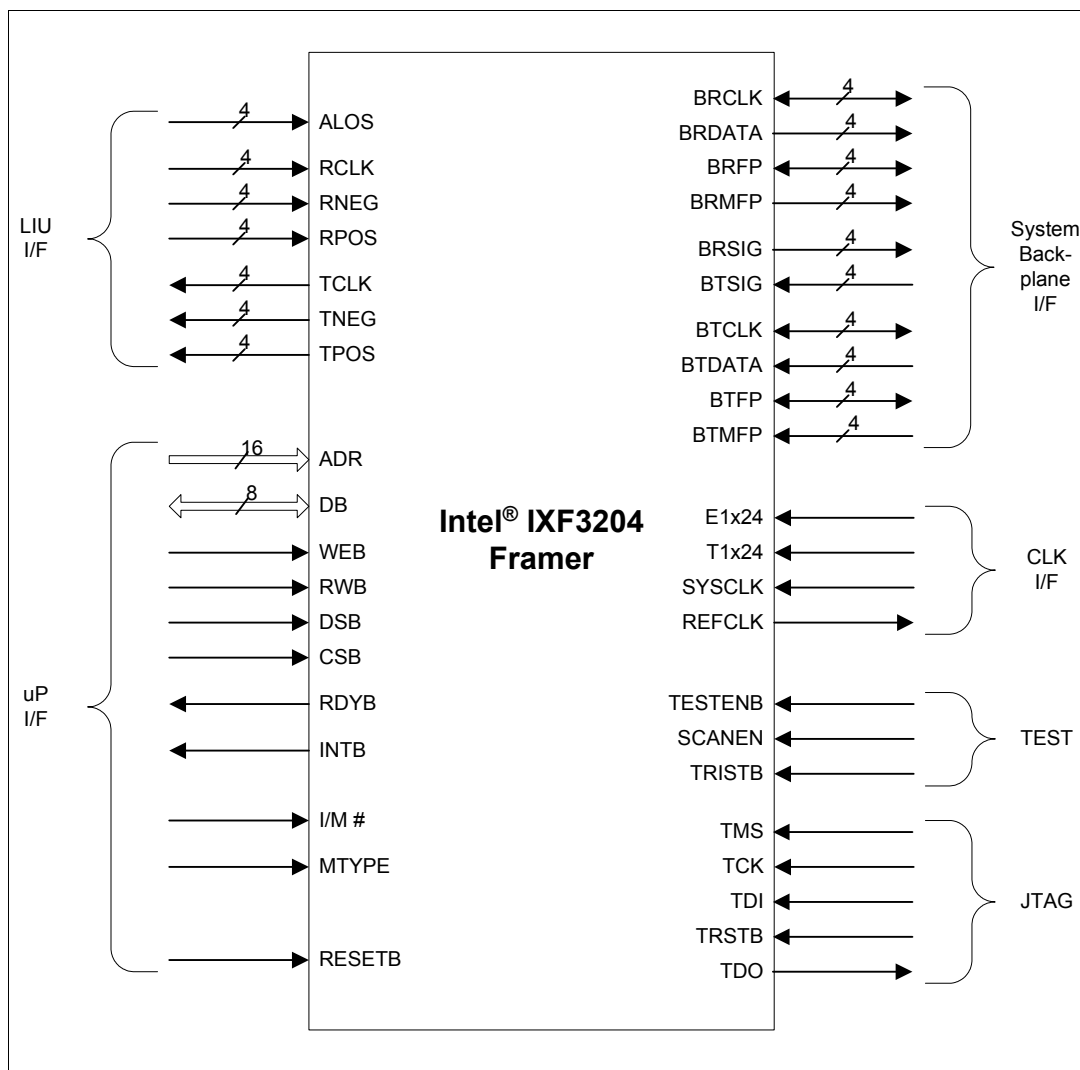 LIU
I/F
4
ALOS
4
RCLK
4
RNEG
4
RPOS
4
TCLK
4
TNEG
4
TPOS
uP
I/F
16
ADR
8
DB
WEB
RWB
DSB
CSB
RDYB
INTB
I/M #
MTYPE
RESETB
Intel® IXF3204
Framer
BRCLK
4
BRDATA
4
BRFP
4
BRMFP
4
BRSIG
4
BTSIG
4
BTCLK
4
BTDATA
4
BTFP
4
BTMFP
4
System
Back-
plane
I/F
E1x24
T1x24
SYSCLK
REFCLK
CLK
I/F
TESTENB
SCANEN
TRISTB
TEST
TMS
TCK
TDI
TRSTB
TDO
JTAG